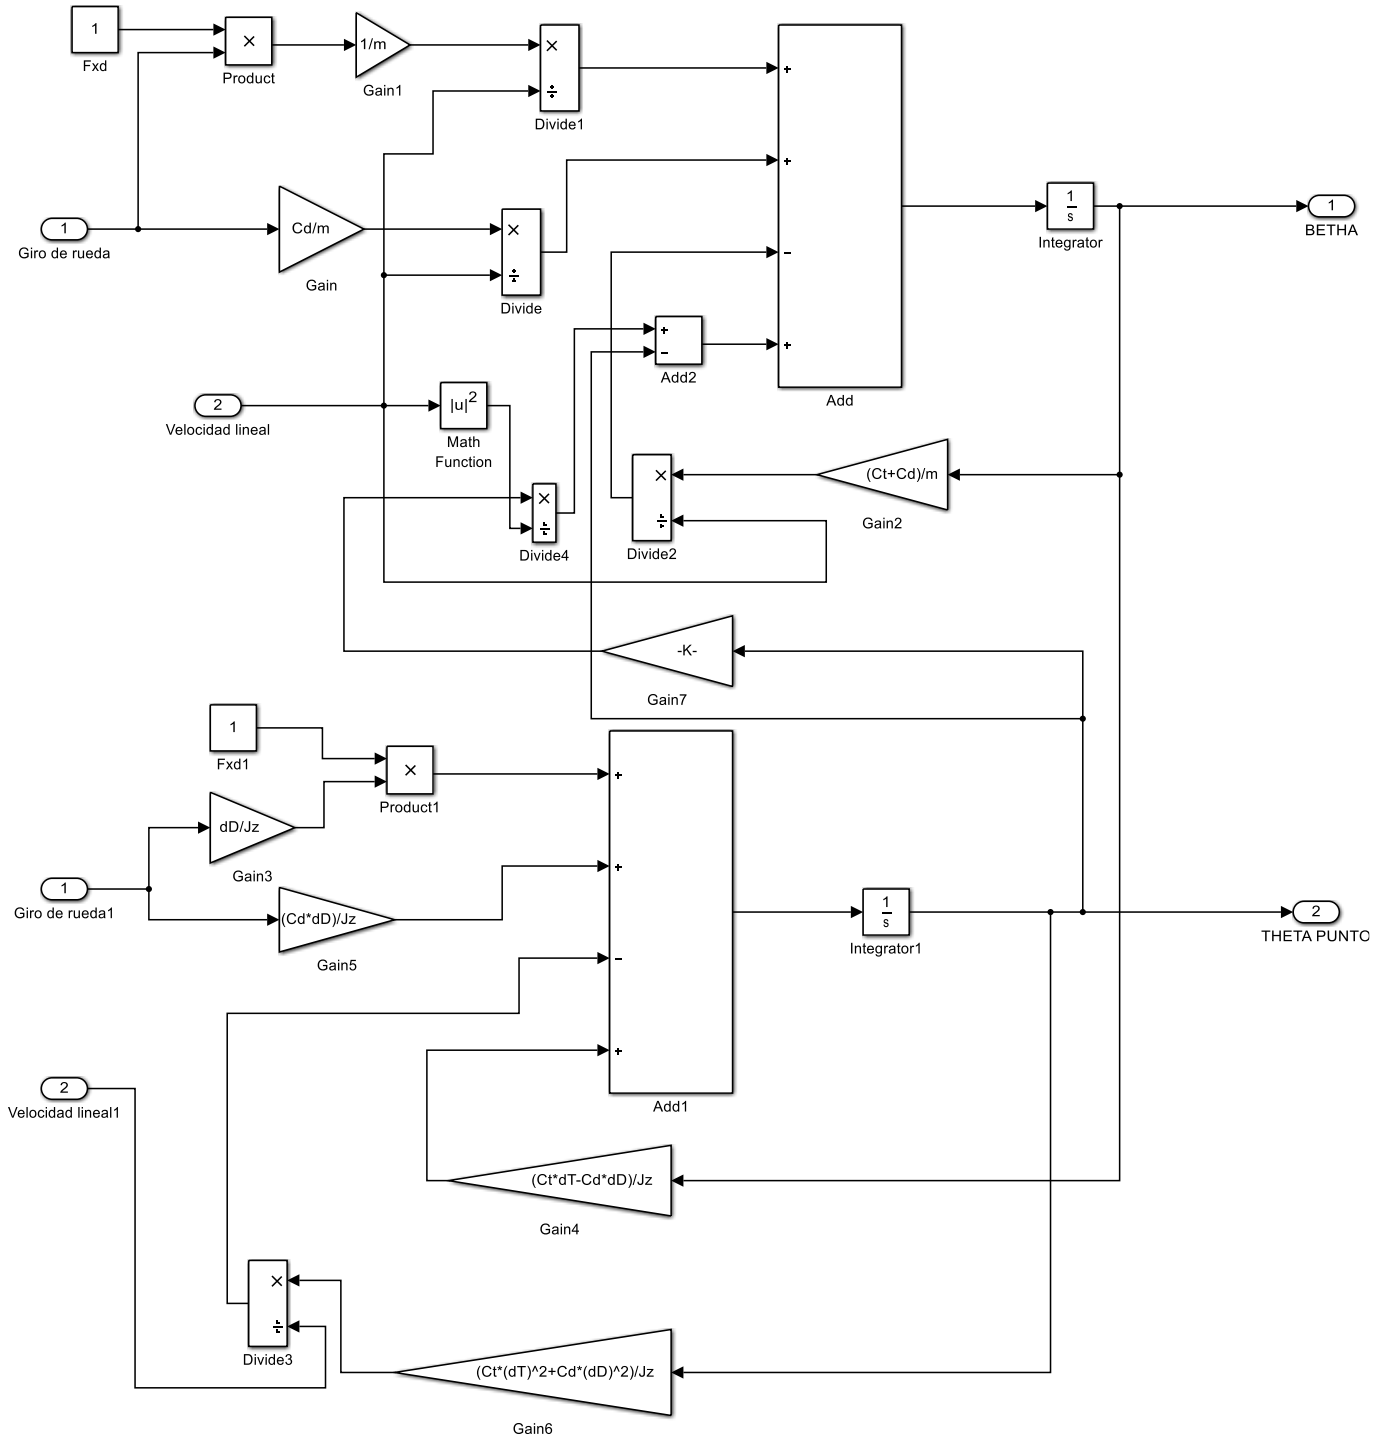 1
Fxd
×
Product
1/m
Gain1
×
÷
Divide1
+
+
−
+
Add
1
Giro de rueda
Cd/m
Gain
×
÷
Divide
1
s
Integrator
1
BETHA
+
−
Add2
2
Velocidad lineal
|u|2
Math
Function
×
÷
Divide4
×
÷
Divide2
(Ct+Cd)/m
Gain2
-K-
Gain7
1
Fxd1
×
Product1
dD/Jz
Gain3
1
Giro de rueda1
(Cd*dD)/Jz
Gain5
+
+
−
+
Add1
1
s
Integrator1
2
THETA PUNTO
2
Velocidad lineal1
(Ct*dT-Cd*dD)/Jz
Gain4
×
÷
Divide3
(Ct*(dT)^2+Cd*(dD)^2)/Jz
Gain6